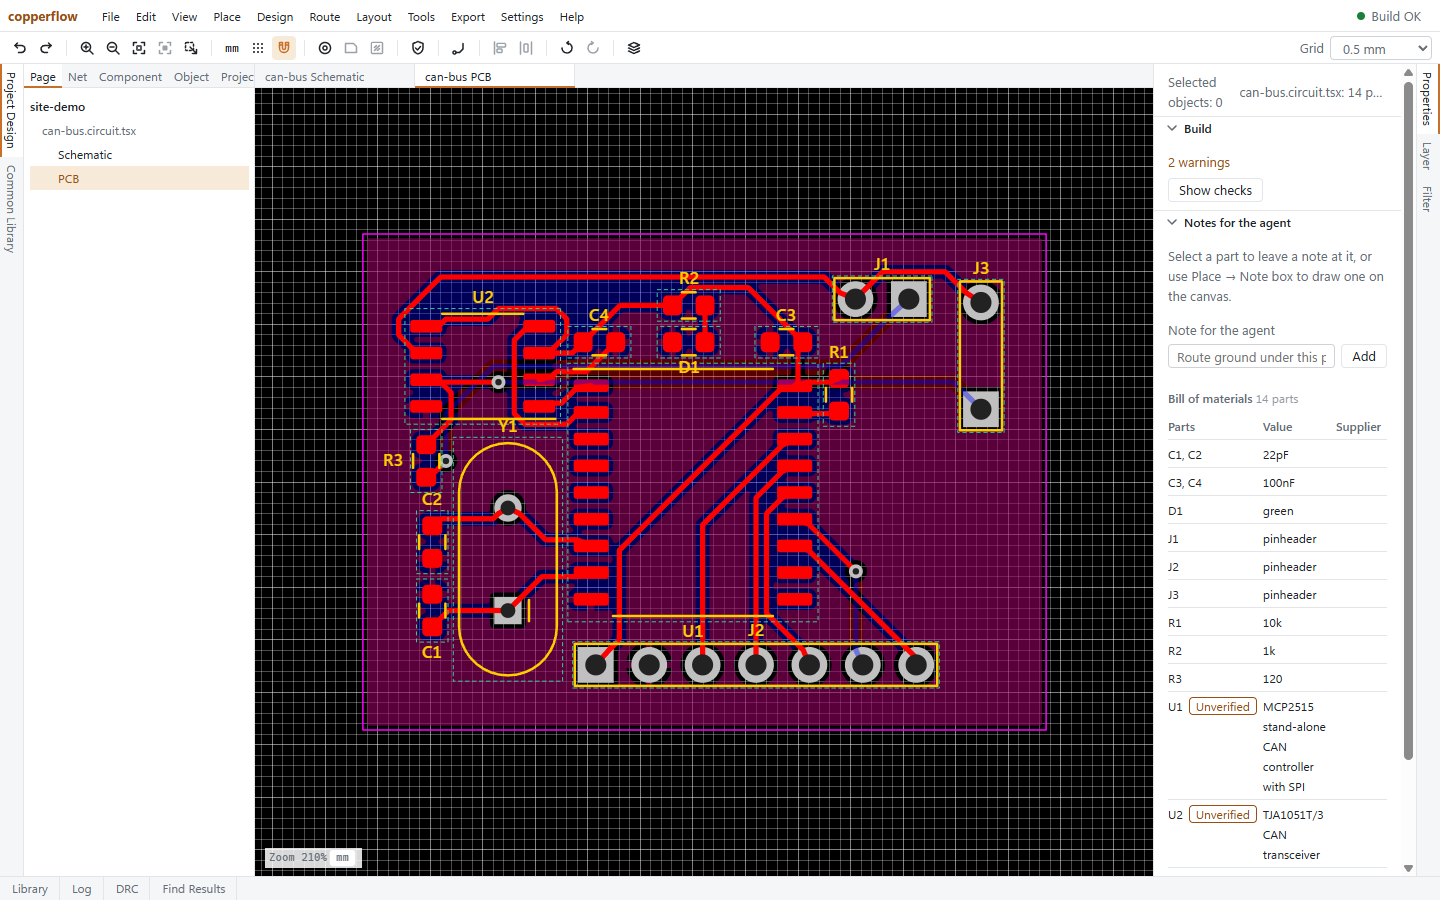 copperflow File Edit View Place Design Route Layout Tools Export Settings Help Build OK
mm Grid 0.5 mm
Project Design
Common Library
Page Net Component Object Projec
site-demo
can-bus.circuit.tsx
Schematic
PCB
can-bus Schematic can-bus PCB
R2 J1 J3
U2
C4 C3
R1
D1
Y1
R3
C2
U1 J2
C1
Zoom 210% mm
Selected objects: 0 can-bus.circuit.tsx: 14 p...
Build
2 warnings
Show checks
Notes for the agent
Select a part to leave a note at it, or
use Place → Note box to draw one on
the canvas.
Note for the agent
Route ground under this p Add
Bill of materials 14 parts
Parts Value Supplier
C1, C2 22pF
C3, C4 100nF
D1 green
J1 pinheader
J2 pinheader
J3 pinheader
R1 10k
R2 1k
R3 120
U1 Unverified MCP2515
stand-alone
CAN
controller
with SPI
U2 Unverified TJA1051T/3
CAN
transceiver
Properties
Layer
Filter
Library Log DRC Find Results